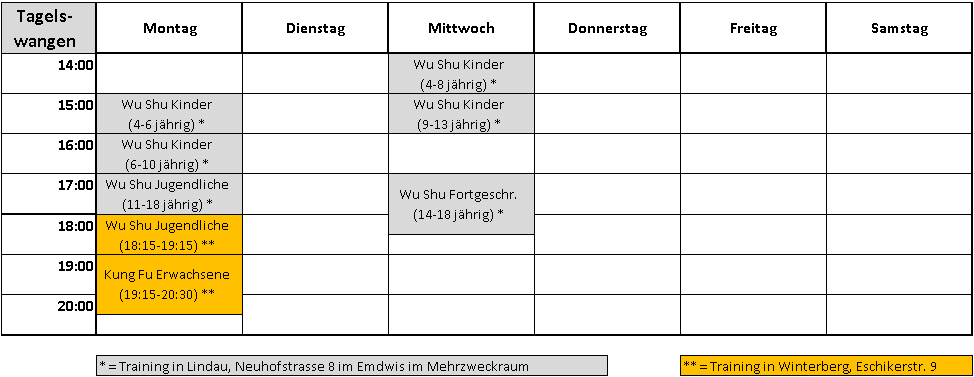 Tagels-
wangen
Montag Dienstag Mittwoch Donnerstag Freitag Samstag
14:00 Wu Shu Kinder
(4-8 jährig) *
15:00 Wu Shu Kinder Wu Shu Kinder
(4-6 jährig) * (9-13 jährig) *
16:00 Wu Shu Kinder
(6-10 jährig) *
17:00 Wu Shu Jugendliche Wu Shu Fortgeschr.
(11-18 jährig) * (14-18 jährig) *
18:00 Wu Shu Jugendliche
(18:15-19:15) **
19:00 Kung Fu Erwachsene
(19:15-20:30) **
20:00
* = Training in Lindau, Neuhofstrasse 8 im Emdwis im Mehrzweckraum
** = Training in Winterberg, Eschikerstr. 9